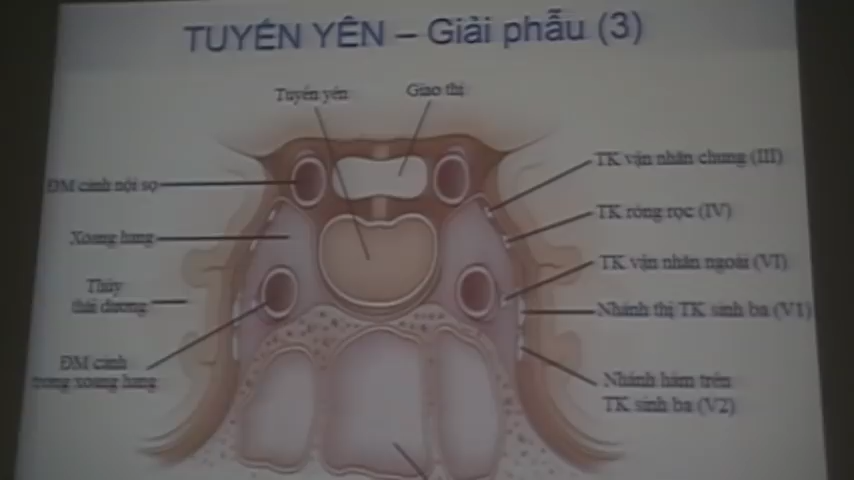 TUYẾN YÊN – Giải phẫu (3)
Tuyến yên
Giao thị
ĐM cảnh nội sọ
Xoang hang
Thùy
thái dương
ĐM cảnh
trong xoang hang
TK vận nhãn chung (III)
TK ròng rọc (IV)
TK vận nhãn ngoài (VI)
Nhánh thị TK sinh ba (V1)
Nhánh hàm trên
TK sinh ba (V2)